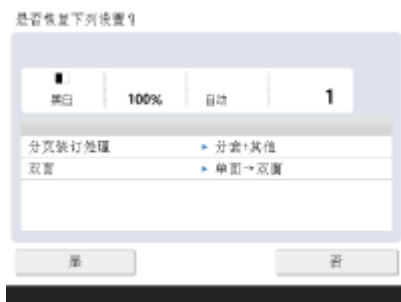 是否恢复下列设置?
黑白 100% 自动 1
分页装订处理 ▸ 分套+其他
双面 ▸ 单面→双面
是 否